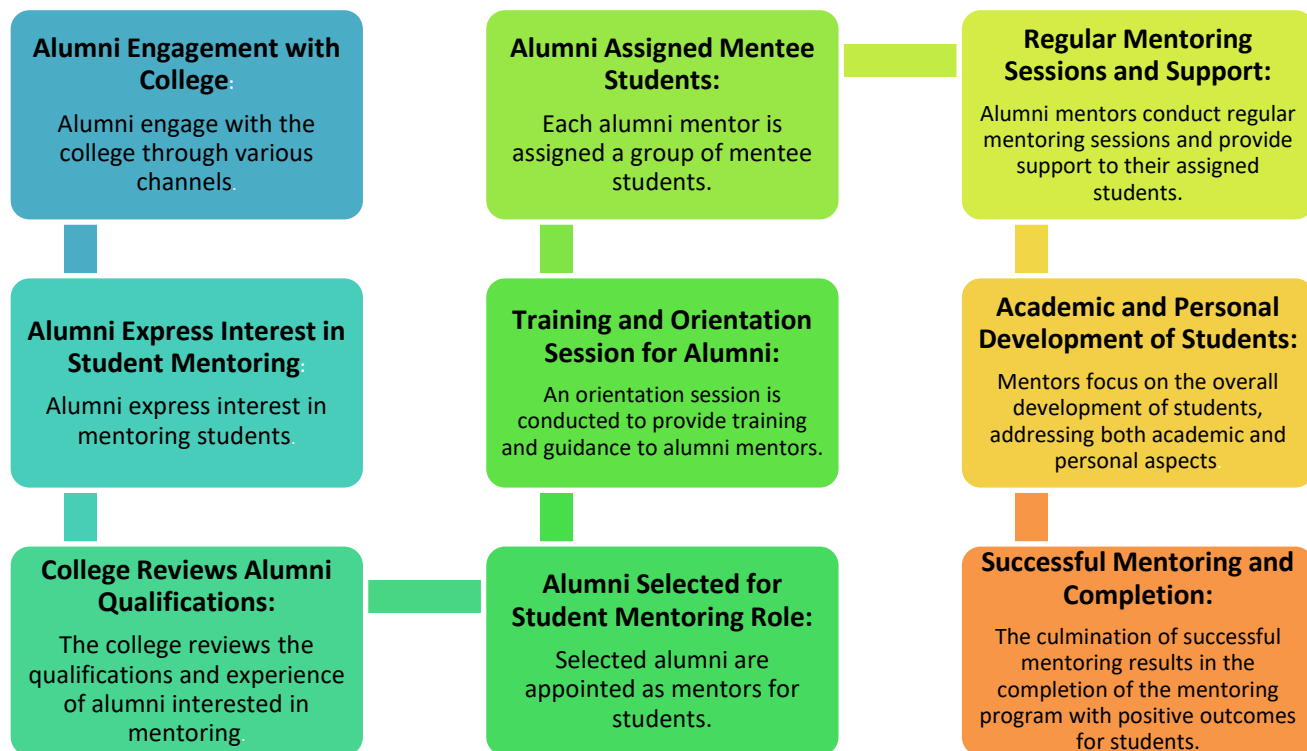 Alumni Engagement with
College:
Alumni engage with the
college through various
channels.
Alumni Express Interest in
Student Mentoring:
Alumni express interest in
mentoring students.
College Reviews Alumni
Qualifications:
The college reviews the
qualifications and experience
of alumni interested in
mentoring.
Alumni Selected for
Student Mentoring Role:
Selected alumni are
appointed as mentors for
students.
Training and Orientation
Session for Alumni:
An orientation session is
conducted to provide training
and guidance to alumni mentors.
Alumni Assigned Mentee
Students:
Each alumni mentor is
assigned a group of mentee
students.
Regular Mentoring
Sessions and Support:
Alumni mentors conduct regular
mentoring sessions and provide
support to their assigned
students.
Academic and Personal
Development of Students:
Mentors focus on the overall
development of students,
addressing both academic and
personal aspects.
Successful Mentoring and
Completion:
The culmination of successful
mentoring results in the
completion of the mentoring
program with positive outcomes
for students.